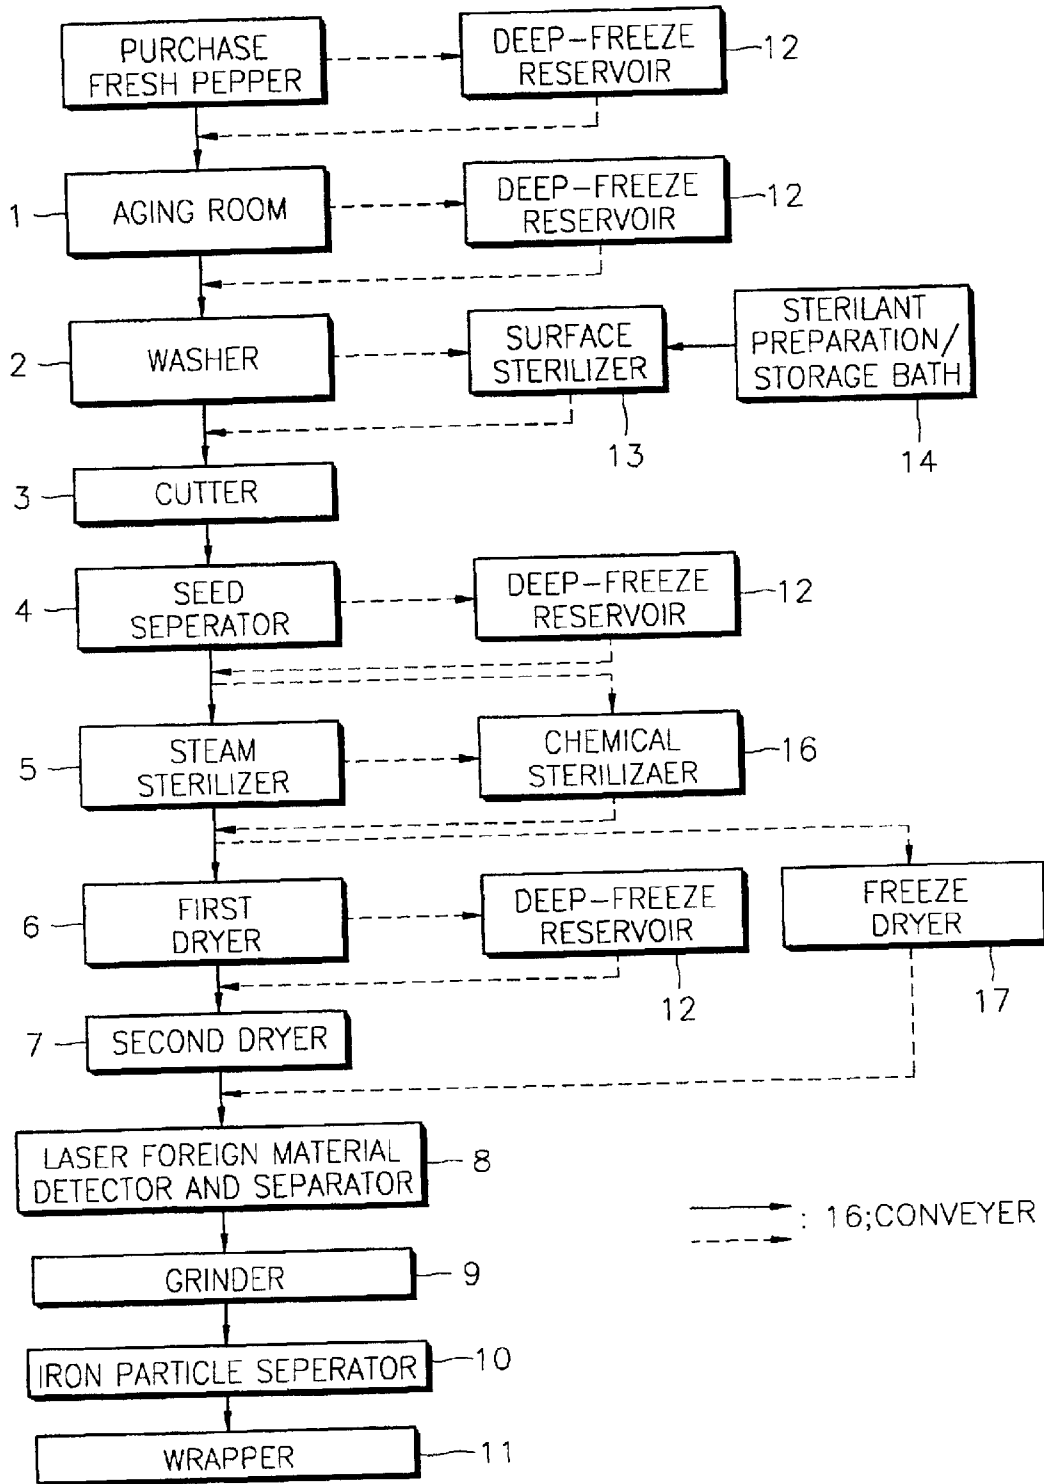 PURCHASE
FRESH PEPPER
DEEP-FREEZE
RESERVOIR
12
1
AGING ROOM
DEEP-FREEZE
RESERVOIR
12
2
WASHER
SURFACE
STERILIZER
13
STERILANT
PREPARATION/
STORAGE BATH
14
3
CUTTER
4
SEED
SEPERATOR
DEEP-FREEZE
RESERVOIR
12
5
STEAM
STERILIZER
CHEMICAL
STERILIZAER
16
6
FIRST
DRYER
DEEP-FREEZE
RESERVOIR
12
FREEZE
DRYER
17
7
SECOND DRYER
LASER FOREIGN MATERIAL
DETECTOR AND SEPARATOR
8
: 16;CONVEYER
GRINDER
9
IRON PARTICLE SEPERATOR
10
WRAPPER
11